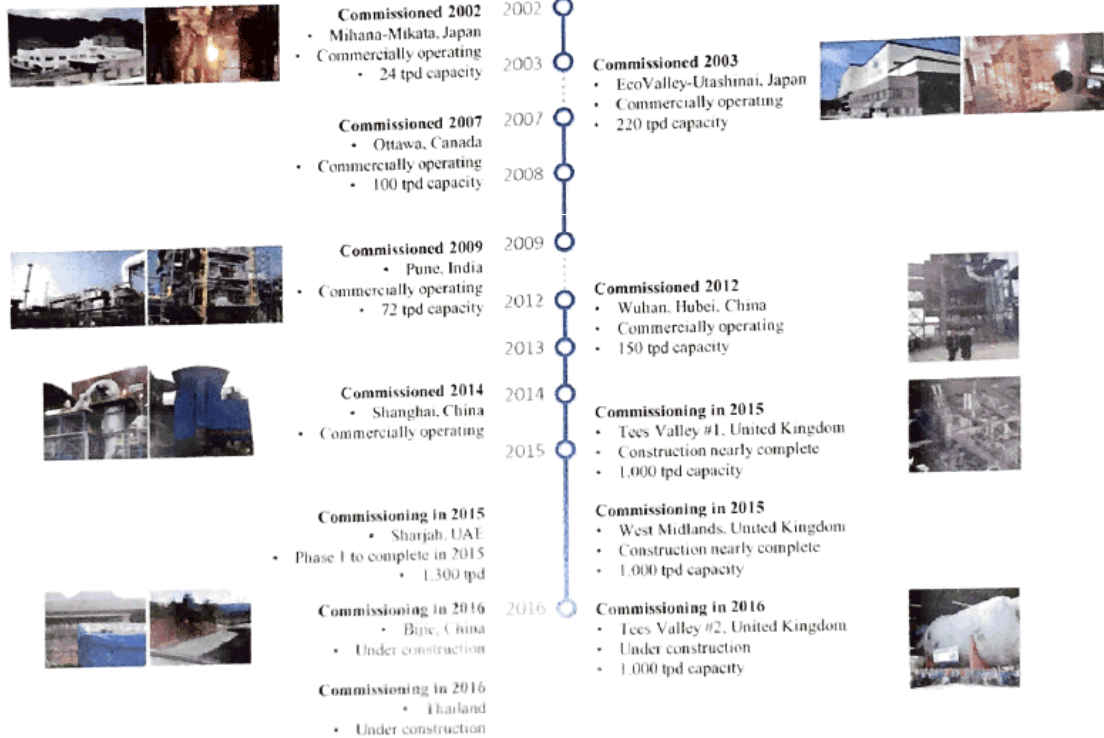 Commissioned 2002
• Mihana-Mikata, Japan
• Commercially operating
• 24 tpd capacity
2002
2003
Commissioned 2003
• EcoValley-Utashinai, Japan
• Commercially operating
• 220 tpd capacity
Commissioned 2007
• Ottawa, Canada
• Commercially operating
• 100 tpd capacity
2007
2008
2009
Commissioned 2009
• Pune, India
• Commercially operating
• 72 tpd capacity
2012
Commissioned 2012
• Wuhan, Hubei, China
• Commercially operating
• 150 tpd capacity
2013
Commissioned 2014
• Shanghai, China
• Commercially operating
2014
2015
Commissioning in 2015
• Tees Valley #1, United Kingdom
• Construction nearly complete
• 1,000 tpd capacity
Commissioning in 2015
• Sharjah, UAE
• Phase 1 to complete in 2015
• 1,300 tpd
Commissioning in 2015
• West Midlands, United Kingdom
• Construction nearly complete
• 1,000 tpd capacity
Commissioning in 2016
• Bijie, China
• Under construction
2016
Commissioning in 2016
• Tees Valley #2, United Kingdom
• Under construction
• 1,000 tpd capacity
Commissioning in 2016
• Thailand
• Under construction